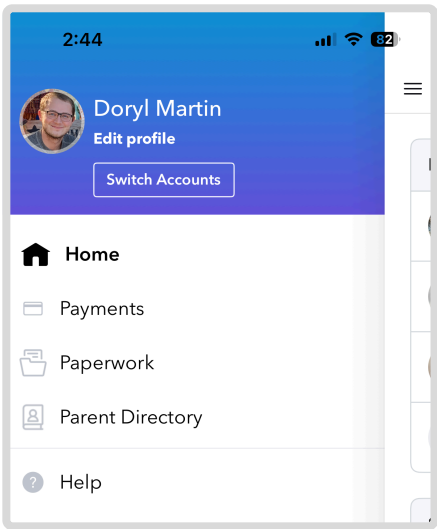 2:44
82
Doryl Martin
Edit profile
Switch Accounts
Home
Payments
Paperwork
Parent Directory
?
Help